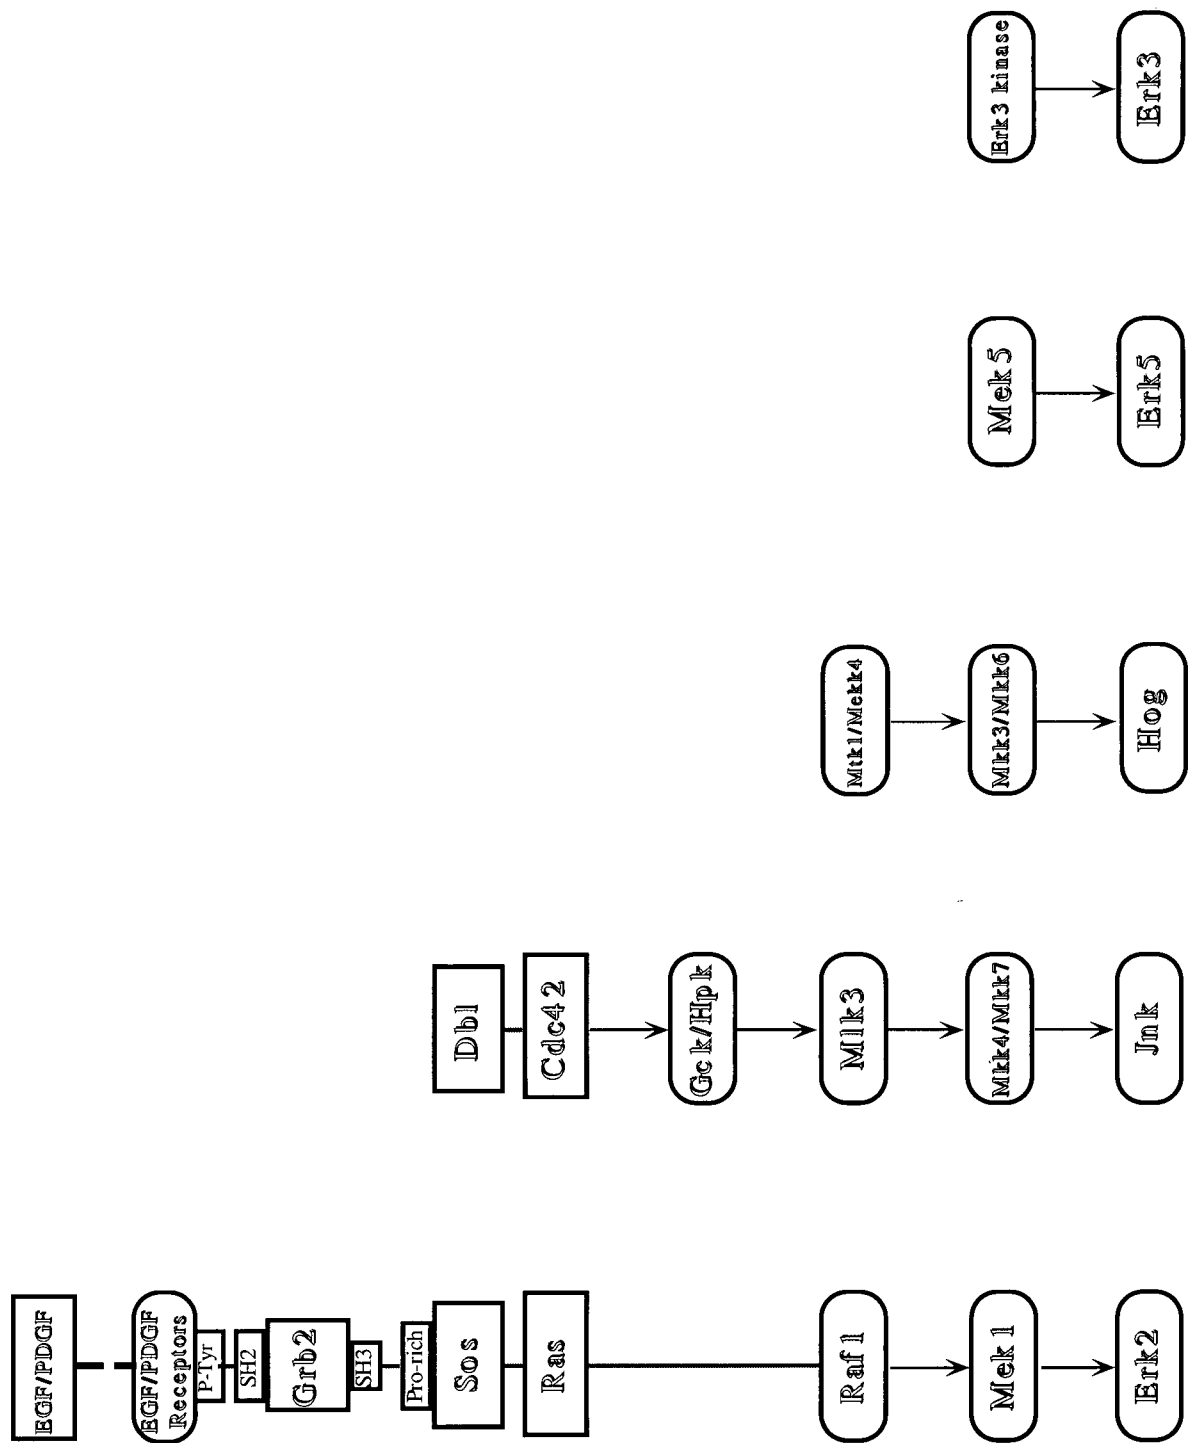 EGF/PDGF
EGF/PDGF
Receptors
P-Tyr
SH2
Grb2
SH3
Pro-rich
Sos
Ras
Raf1
Mek1
Erk2
Dbl
Cdc42
Gck/Hpk
Mlk3
Mkk4/Mkk7
Jnk
Mtk1/Mekk4
Mkk3/Mkk6
Hog
Mek5
Erk5
Erk3 kinase
Erk3